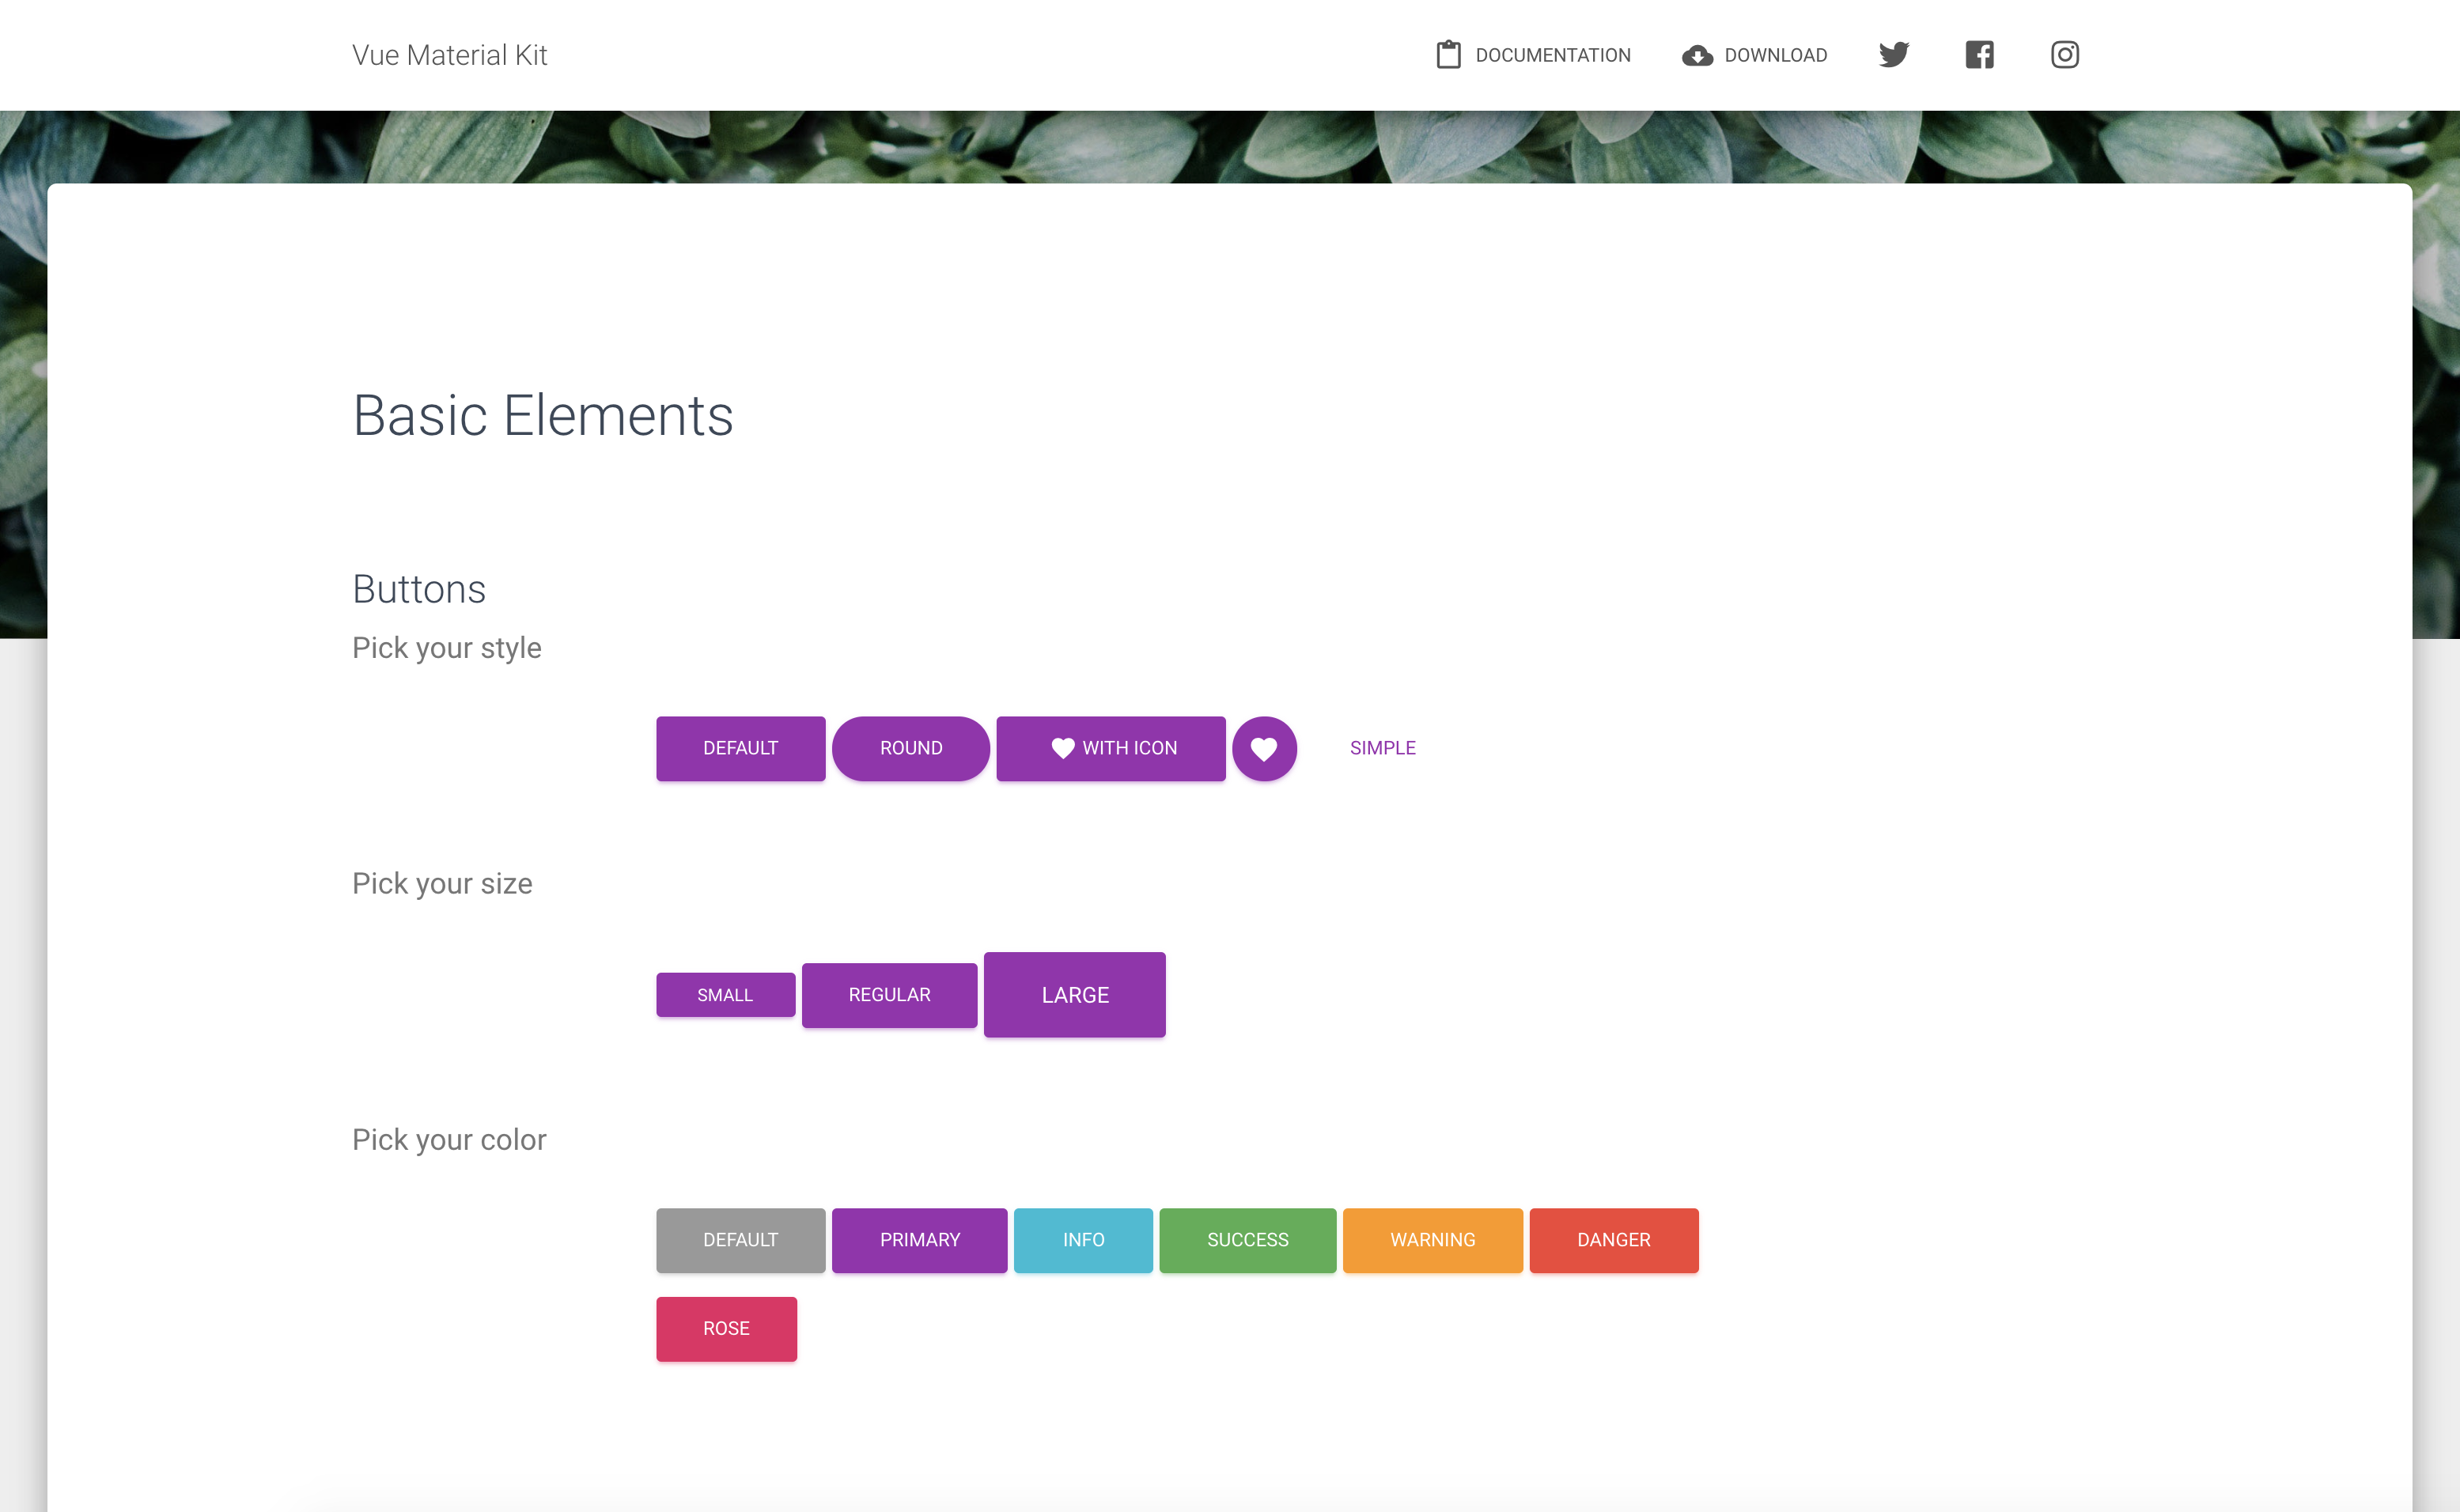 Vue Material Kit DOCUMENTATION DOWNLOAD
Basic Elements
Buttons
Pick your style
DEFAULT ROUND WITH ICON SIMPLE
Pick your size
SMALL REGULAR LARGE
Pick your color
DEFAULT PRIMARY INFO SUCCESS WARNING DANGER
ROSE